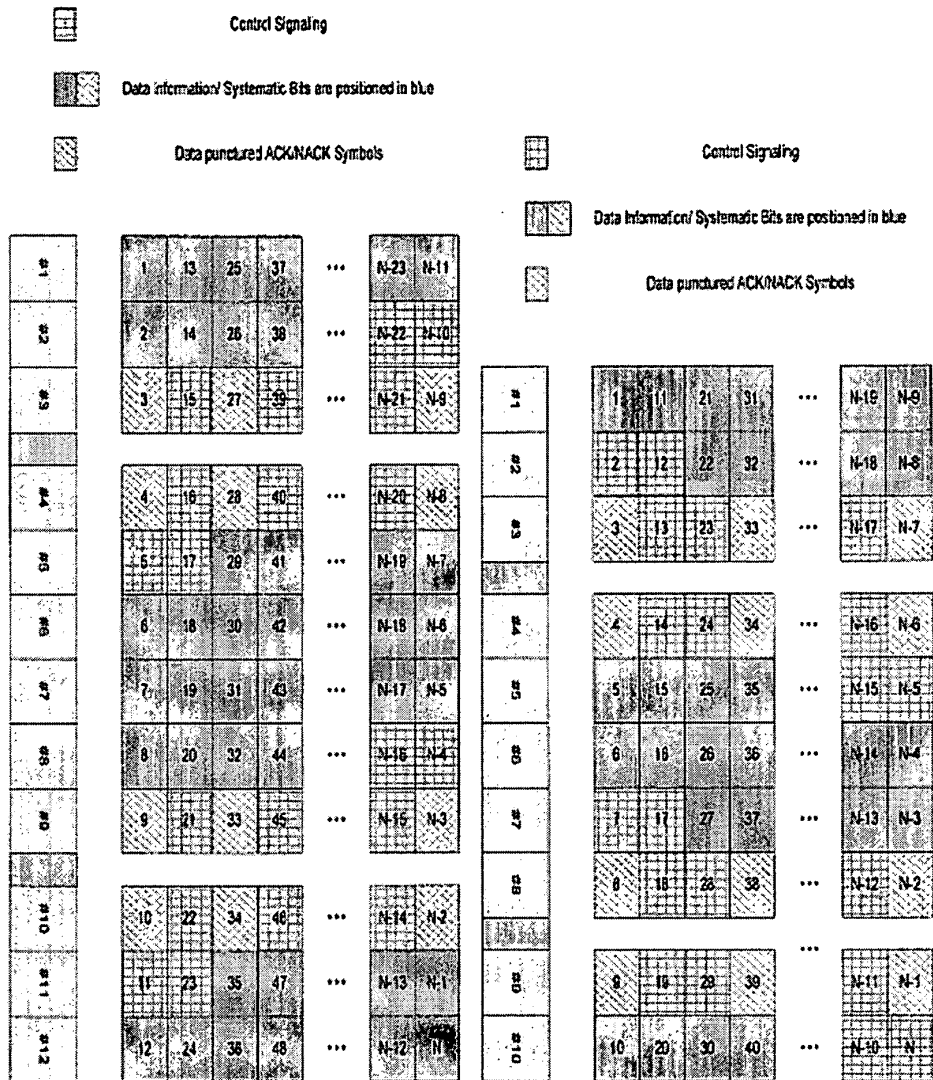 Control Signaling
Data Information/ Systematic Bits are positioned in blue
Data punctured ACK/NACK Symbols
#1 1 13 25 37 ••• N-23 N-11
#2 2 14 26 38 ••• N-22 N-10
#3 3 15 27 39 ••• N-21 N-9
#4 4 16 28 40 ••• N-20 N-8
#5 5 17 29 41 ••• N-19 N-7
#6 6 18 30 42 ••• N-18 N-6
#7 7 19 31 43 ••• N-17 N-5
#8 8 20 32 44 ••• N-16 N-4
#9 9 21 33 45 ••• N-15 N-3
#10 10 22 34 46 ••• N-14 N-2
#11 11 23 35 47 ••• N-13 N-1
#12 12 24 36 48 ••• N-12 N
Control Signaling
Data Information/ Systematic Bits are positioned in blue
Data punctured ACK/NACK Symbols
#1 1 11 21 31 ••• N-19 N-9
#2 2 12 22 32 ••• N-18 N-8
#3 3 13 23 33 ••• N-17 N-7
#4 4 14 24 34 ••• N-16 N-6
#5 5 15 25 35 ••• N-15 N-5
#6 6 16 26 36 ••• N-14 N-4
#7 7 17 27 37 ••• N-13 N-3
#8 8 18 28 38 ••• N-12 N-2
•••
#9 9 19 29 39 N-11 N-1
#10 10 20 30 40 ••• N-10 N